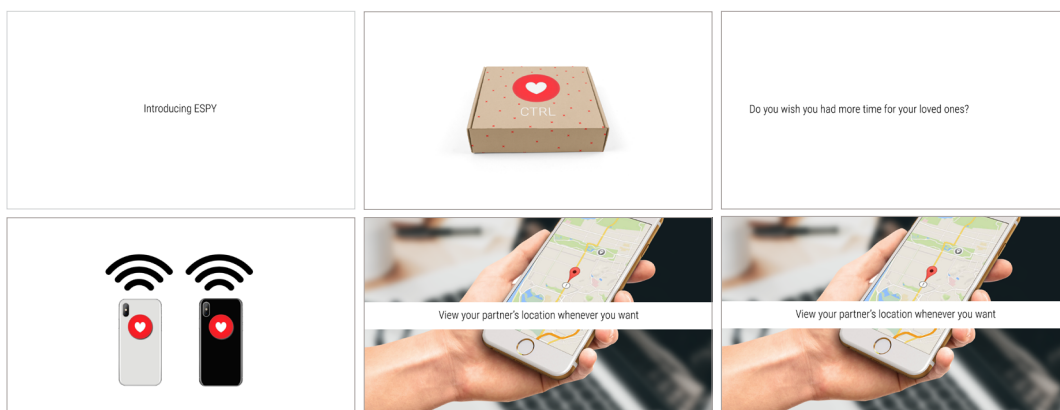 Introducing ESPY
CTRL
Do you wish you had more time for your loved ones?
View your partner's location whenever you want
View your partner's location whenever you want